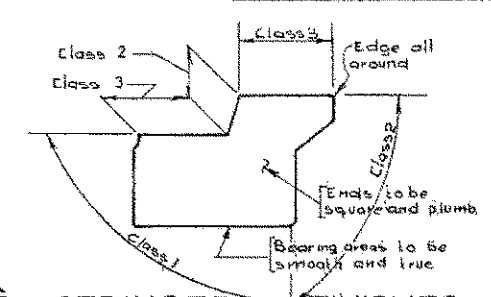 Class 3
Class 2
Edge all
around
Class 3
Class 2
Ends to be
square and plumb
Class 1
Bearing areas to be
smooth and true